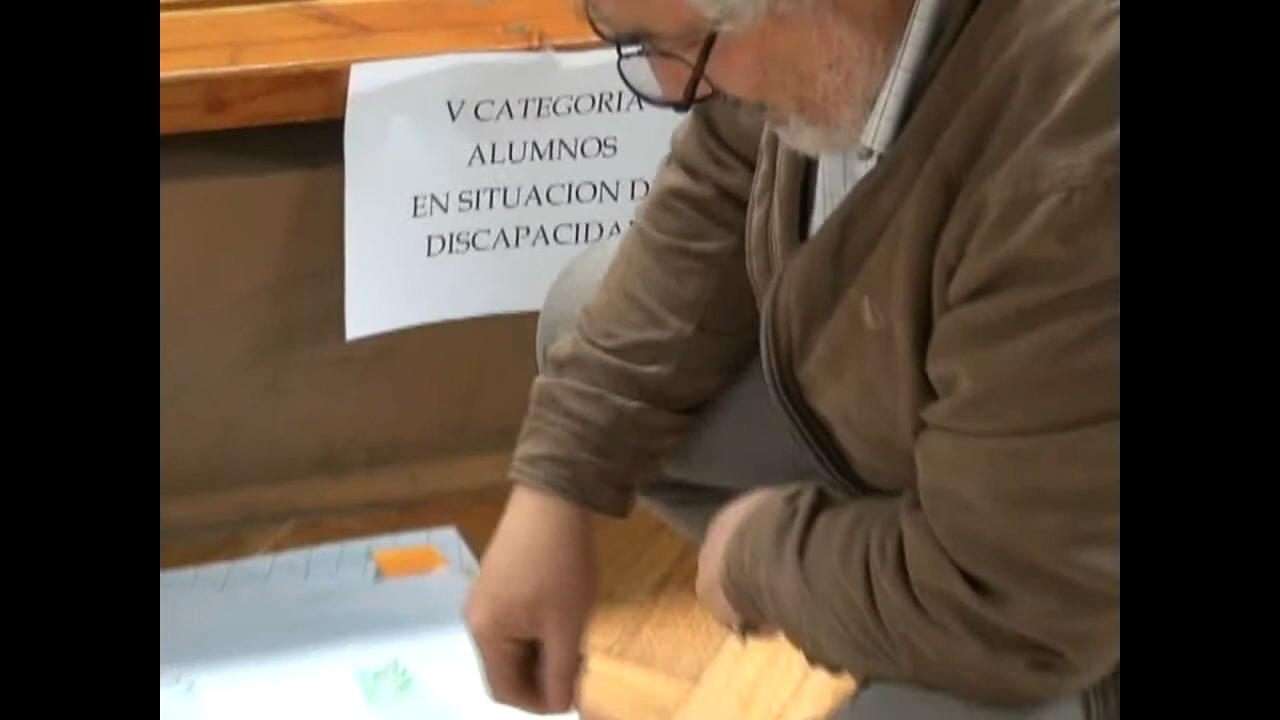 V CATEGORIA
ALUMNOS
EN SITUACION D
DISCAPACIDA